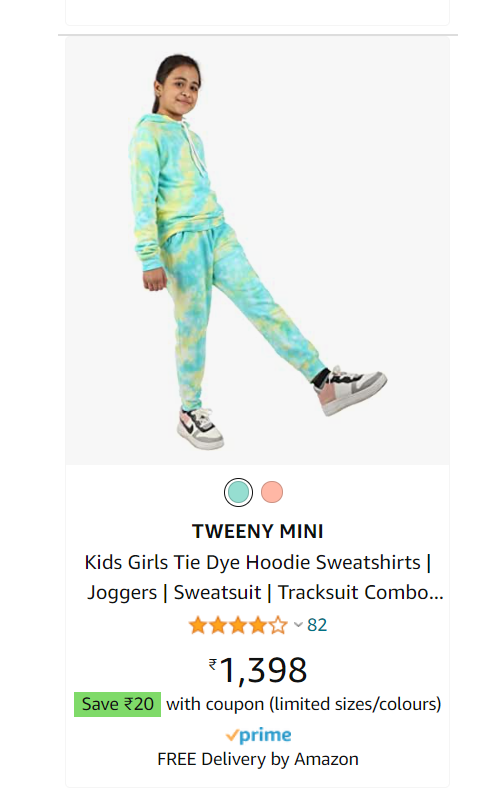 TWEENY MINI
Kids Girls Tie Dye Hoodie Sweatshirts |
Joggers | Sweatsuit | Tracksuit Combo...
82
₹1,398
Save ₹20 with coupon (limited sizes/colours)
prime
FREE Delivery by Amazon